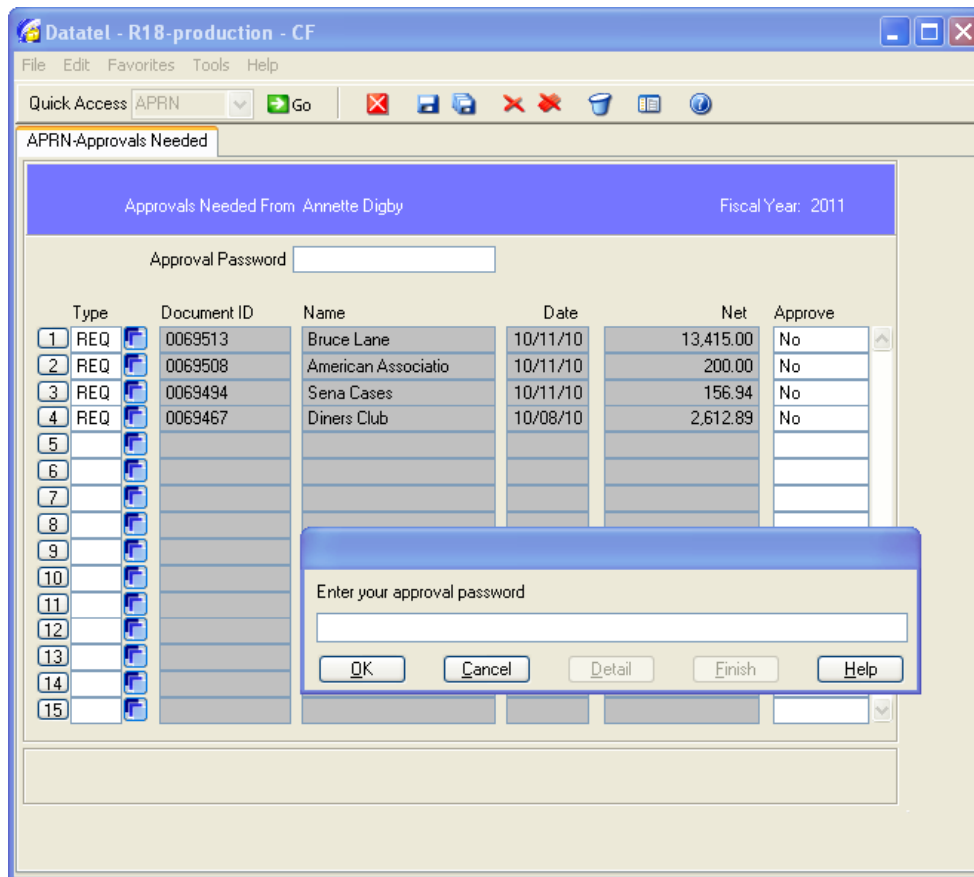 Datatel - R18-production - CF
File Edit Favorites Tools Help
Quick Access APRN Go
APRN-Approvals Needed
Approvals Needed From Annette Digby Fiscal Year: 2011
Approval Password
Type Document ID Name Date Net Approve
1 REQ 0069513 Bruce Lane 10/11/10 13,415.00 No
2 REQ 0069508 American Associatio 10/11/10 200.00 No
3 REQ 0069494 Sena Cases 10/11/10 156.94 No
4 REQ 0069467 Diners Club 10/08/10 2,612.89 No
5
6
7
8
9
10
11
12
13
14
15
Enter your approval password
OK Cancel Detail Finish Help